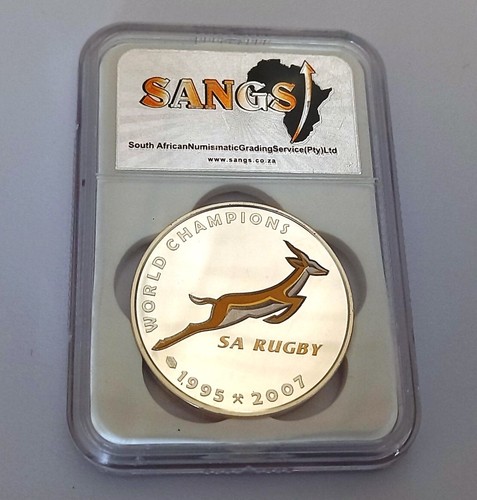 SANGS
South AfricanNumismaticGradingService(Pty)Ltd
www.sangs.co.za
WORLD CHAMPIONS
SA RUGBY
1995 2007